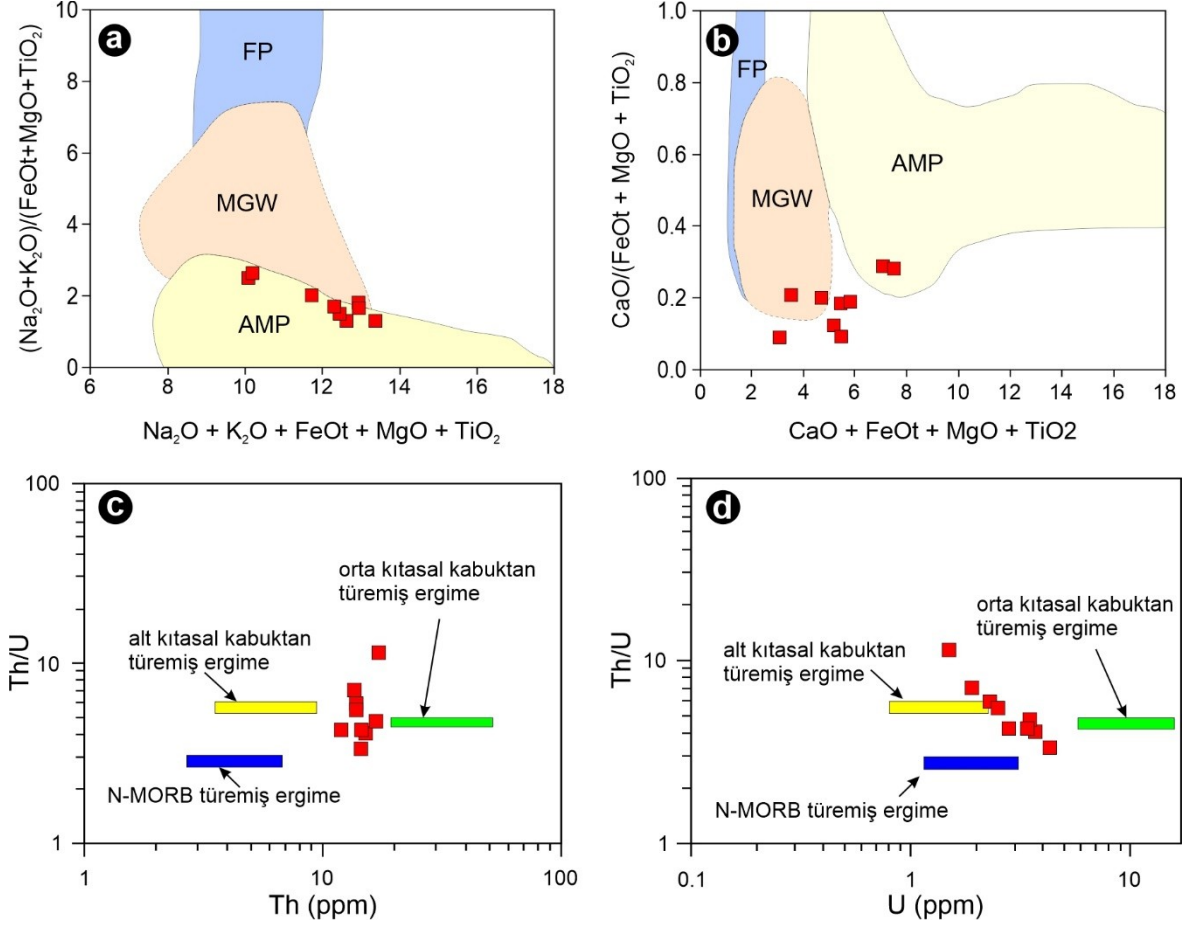 a
FP
MGW
AMP
10
8
6
4
2
0
6
8
10
12
14
16
18
(Na₂O+K₂O)/(FeOt+MgO+TiO₂)
Na₂O + K₂O + FeOt + MgO + TiO₂
b
FP
MGW
AMP
1.0
0.8
0.6
0.4
0.2
0.0
0
2
4
6
8
10
12
14
16
18
CaO/(FeOt + MgO + TiO₂)
CaO + FeOt + MgO + TiO2
c
100
10
1
Th/U
orta kıtasal kabuktan
türemiş ergime
alt kıtasal kabuktan
türemiş ergime
N-MORB türemiş ergime
1
10
100
Th (ppm)
d
100
10
1
Th/U
orta kıtasal kabuktan
türemiş ergime
alt kıtasal kabuktan
türemiş ergime
N-MORB türemiş ergime
0.1
1
10
U (ppm)